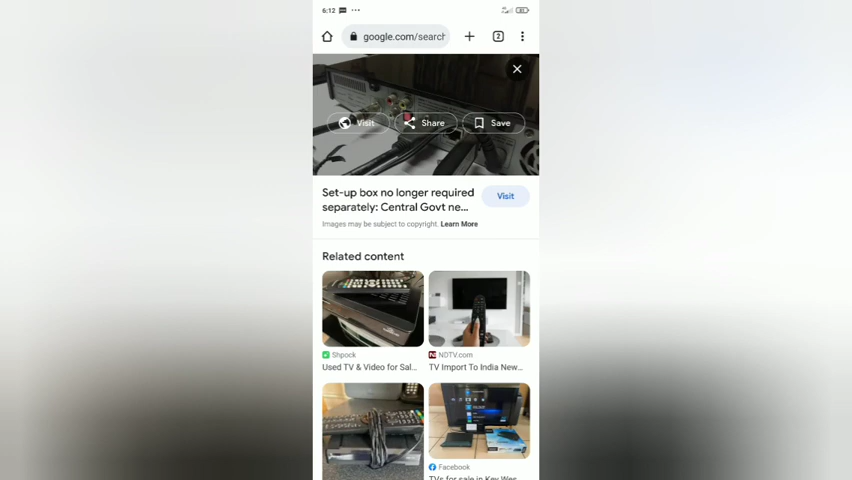 6:12
google.com/search
2
Visit
Share
Save
Set-up box no longer required
separately: Central Govt ne...
Visit
Images may be subject to copyright. Learn More
Related content
Shpock
NDTV.com
Used TV & Video for Sal...
TV Import To India New...
Facebook
TVs for sale in Key Wes...